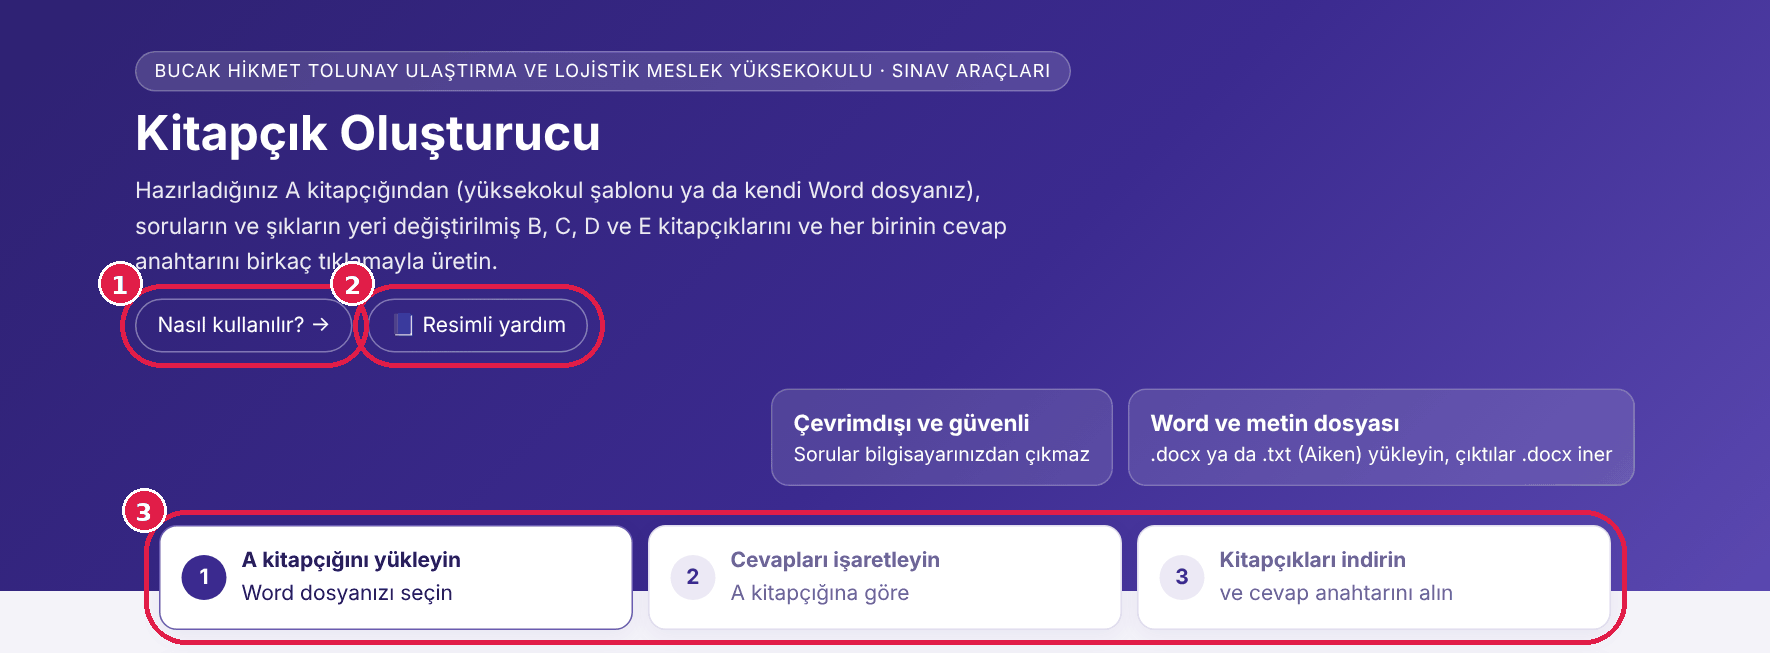 BUCAK HİKMET TOLUNAY ULAŞTIRMA VE LOJİSTİK MESLEK YÜKSEKOKULU · SINAV ARAÇLARI
Kitapçık Oluşturucu
Hazırladığınız A kitapçığından (yüksekokul şablonu ya da kendi Word dosyanız),
soruların ve şıkların yeri değiştirilmiş B, C, D ve E kitapçıklarını ve her birinin cevap
anahtarını birkaç tıklamayla üretin.
1
Nasıl kullanılır? →
2
Resimli yardım
Çevrimdışı ve güvenli
Sorular bilgisayarınızdan çıkmaz
Word ve metin dosyası
.docx ya da .txt (Aiken) yükleyin, çıktılar .docx iner
3
1
A kitapçığını yükleyin
Word dosyanızı seçin
2
Cevapları işaretleyin
A kitapçığına göre
3
Kitapçıkları indirin
ve cevap anahtarını alın